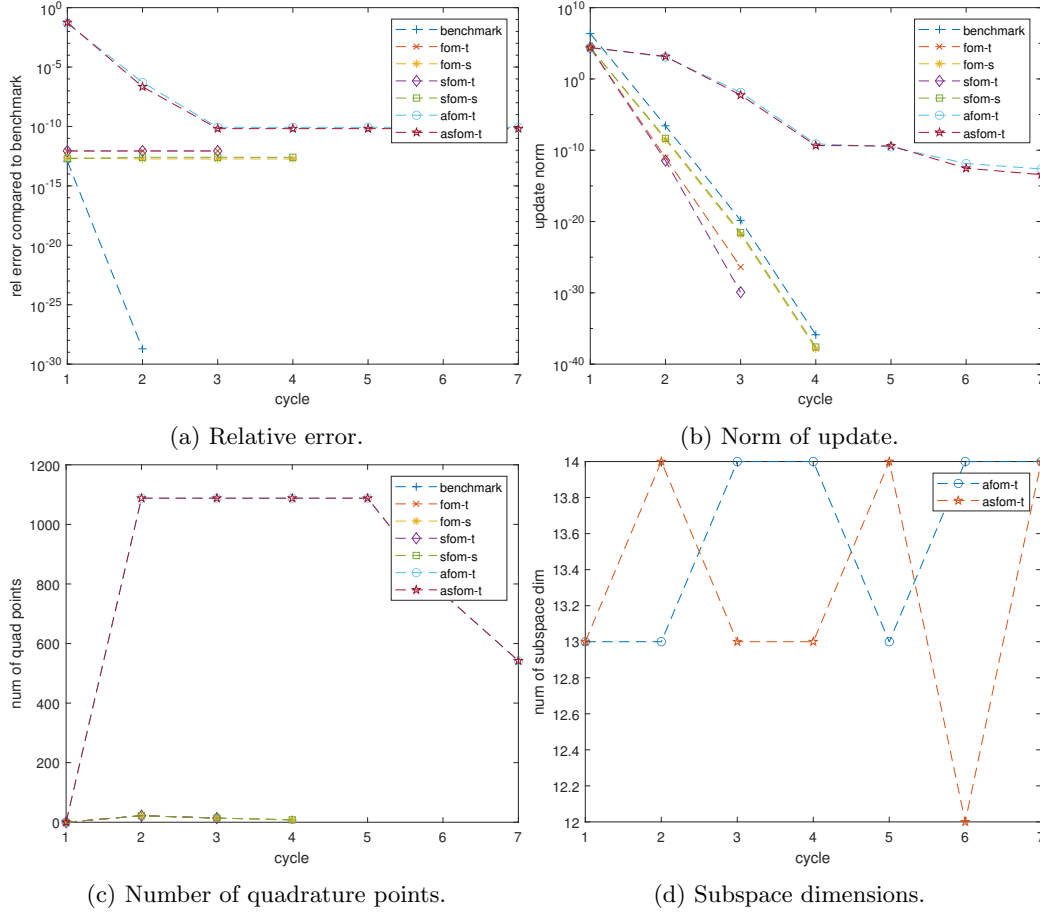 10^0
10^-5
10^-10
10^-15
10^-20
10^-25
10^-30
rel error compared to benchmark
1 2 3 4 5 6 7
cycle
benchmark
fom-t
fom-s
sfom-t
sfom-s
afom-t
asfom-t
(a) Relative error.
10^10
10^0
10^-10
10^-20
10^-30
10^-40
update norm
1 2 3 4 5 6 7
cycle
benchmark
fom-t
fom-s
sfom-t
sfom-s
afom-t
asfom-t
(b) Norm of update.
1200
1000
800
600
400
200
0
num of quad points
1 2 3 4 5 6 7
cycle
benchmark
fom-t
fom-s
sfom-t
sfom-s
afom-t
asfom-t
(c) Number of quadrature points.
14
13.8
13.6
13.4
13.2
13
12.8
12.6
12.4
12.2
12
num of subspace dim
1 2 3 4 5 6 7
cycle
afom-t
asfom-t
(d) Subspace dimensions.